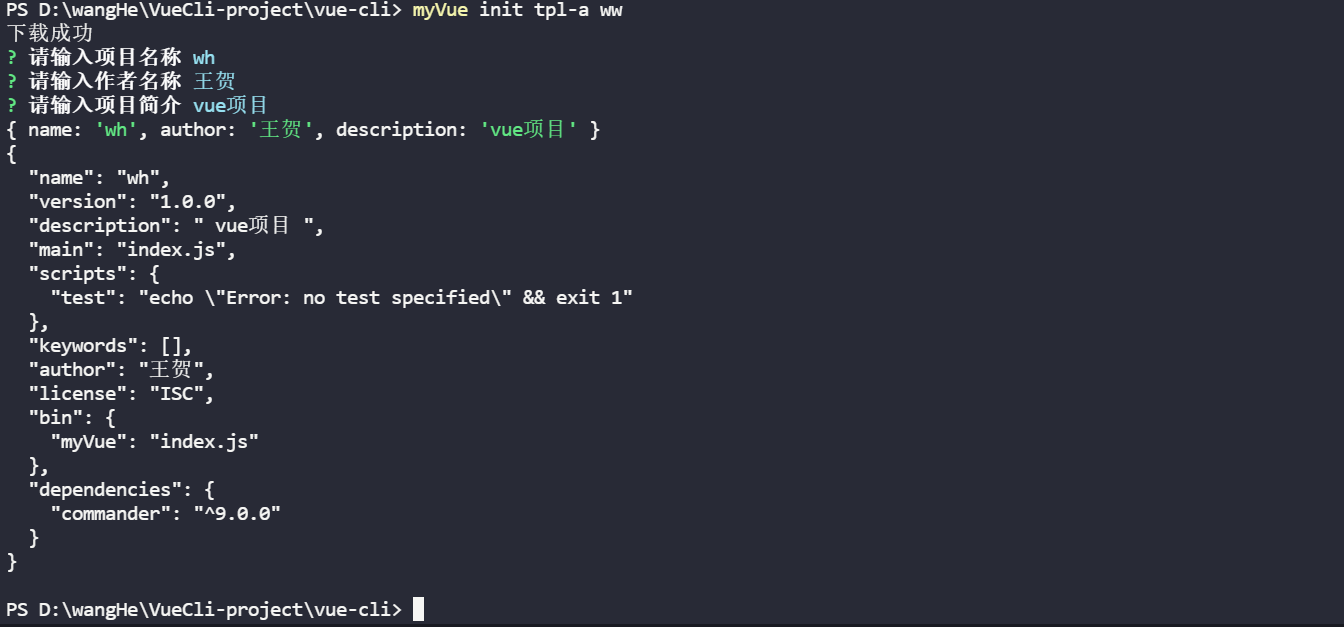 PS D:\wangHe\VueCli-project\vue-cli> myVue init tpl-a ww
下载成功
? 请输入项目名称 wh
? 请输入作者名称 王贺
? 请输入项目简介 vue项目
{ name: 'wh', author: '王贺', description: 'vue项目' }
{
  "name": "wh",
  "version": "1.0.0",
  "description": " vue项目 ",
  "main": "index.js",
  "scripts": {
    "test": "echo \"Error: no test specified\" && exit 1"
  },
  "keywords": [],
  "author": "王贺",
  "license": "ISC",
  "bin": {
    "myVue": "index.js"
  },
  "dependencies": {
    "commander": "^9.0.0"
  }
}
PS D:\wangHe\VueCli-project\vue-cli>